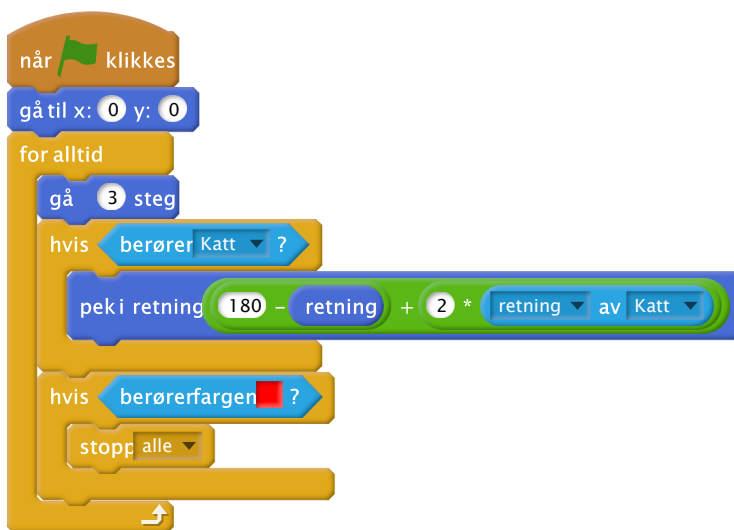 når klikkes
gå til x: 0 y: 0
for alltid
gå 3 steg
hvis berører Katt ?
pek i retning 180 - retning + 2 * retning av Katt
hvis berører fargen ?
stopp alle